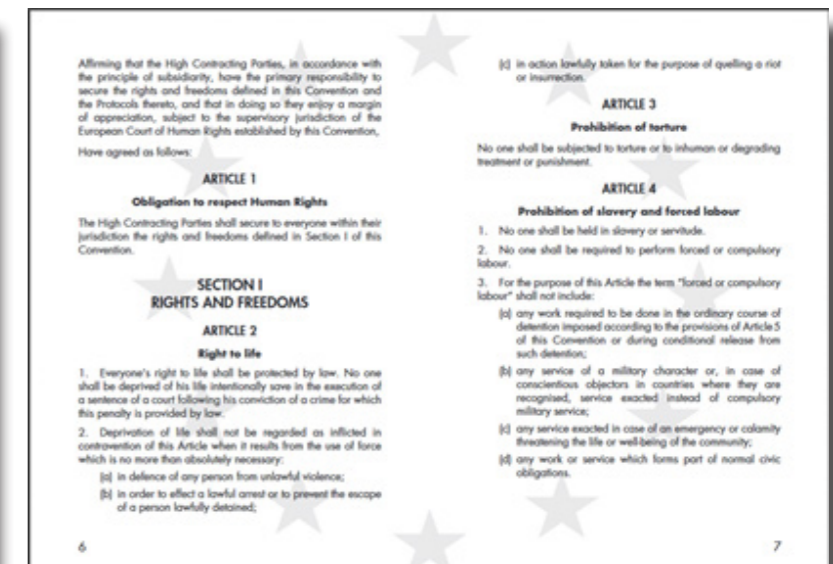 Affirming that the High Contracting Parties, in accordance with
the principle of subsidiarity, have the primary responsibility to
secure the rights and freedoms defined in this Convention and
the Protocols thereto, and that in doing so they enjoy a margin
of appreciation, subject to the supervisory jurisdiction of the
European Court of Human Rights established by this Convention,
Have agreed as follows:
ARTICLE 1
Obligation to respect Human Rights
The High Contracting Parties shall secure to everyone within their
jurisdiction the rights and freedoms defined in Section I of this
Convention.
SECTION I
RIGHTS AND FREEDOMS
ARTICLE 2
Right to life
1. Everyone's right to life shall be protected by law. No one
shall be deprived of his life intentionally save in the execution of
a sentence of a court following his conviction of a crime for which
this penalty is provided by law.
2. Deprivation of life shall not be regarded as inflicted in
contravention of this Article when it results from the use of force
which is no more than absolutely necessary:
(a) in defence of any person from unlawful violence;
(b) in order to effect a lawful arrest or to prevent the escape
of a person lawfully detained;
6
(c) in action lawfully taken for the purpose of quelling a riot
or insurrection.
ARTICLE 3
Prohibition of torture
No one shall be subjected to torture or to inhuman or degrading
treatment or punishment.
ARTICLE 4
Prohibition of slavery and forced labour
1. No one shall be held in slavery or servitude.
2. No one shall be required to perform forced or compulsory
labour.
3. For the purpose of this Article the term "forced or compulsory
labour" shall not include:
(a) any work required to be done in the ordinary course of
detention imposed according to the provisions of Article 5
of this Convention or during conditional release from
such detention;
(b) any service of a military character or, in case of
conscientious objectors in countries where they are
recognised, service exacted instead of compulsory
military service;
(c) any service exacted in case of an emergency or calamity
threatening the life or well-being of the community;
(d) any work or service which forms part of normal civic
obligations.
7